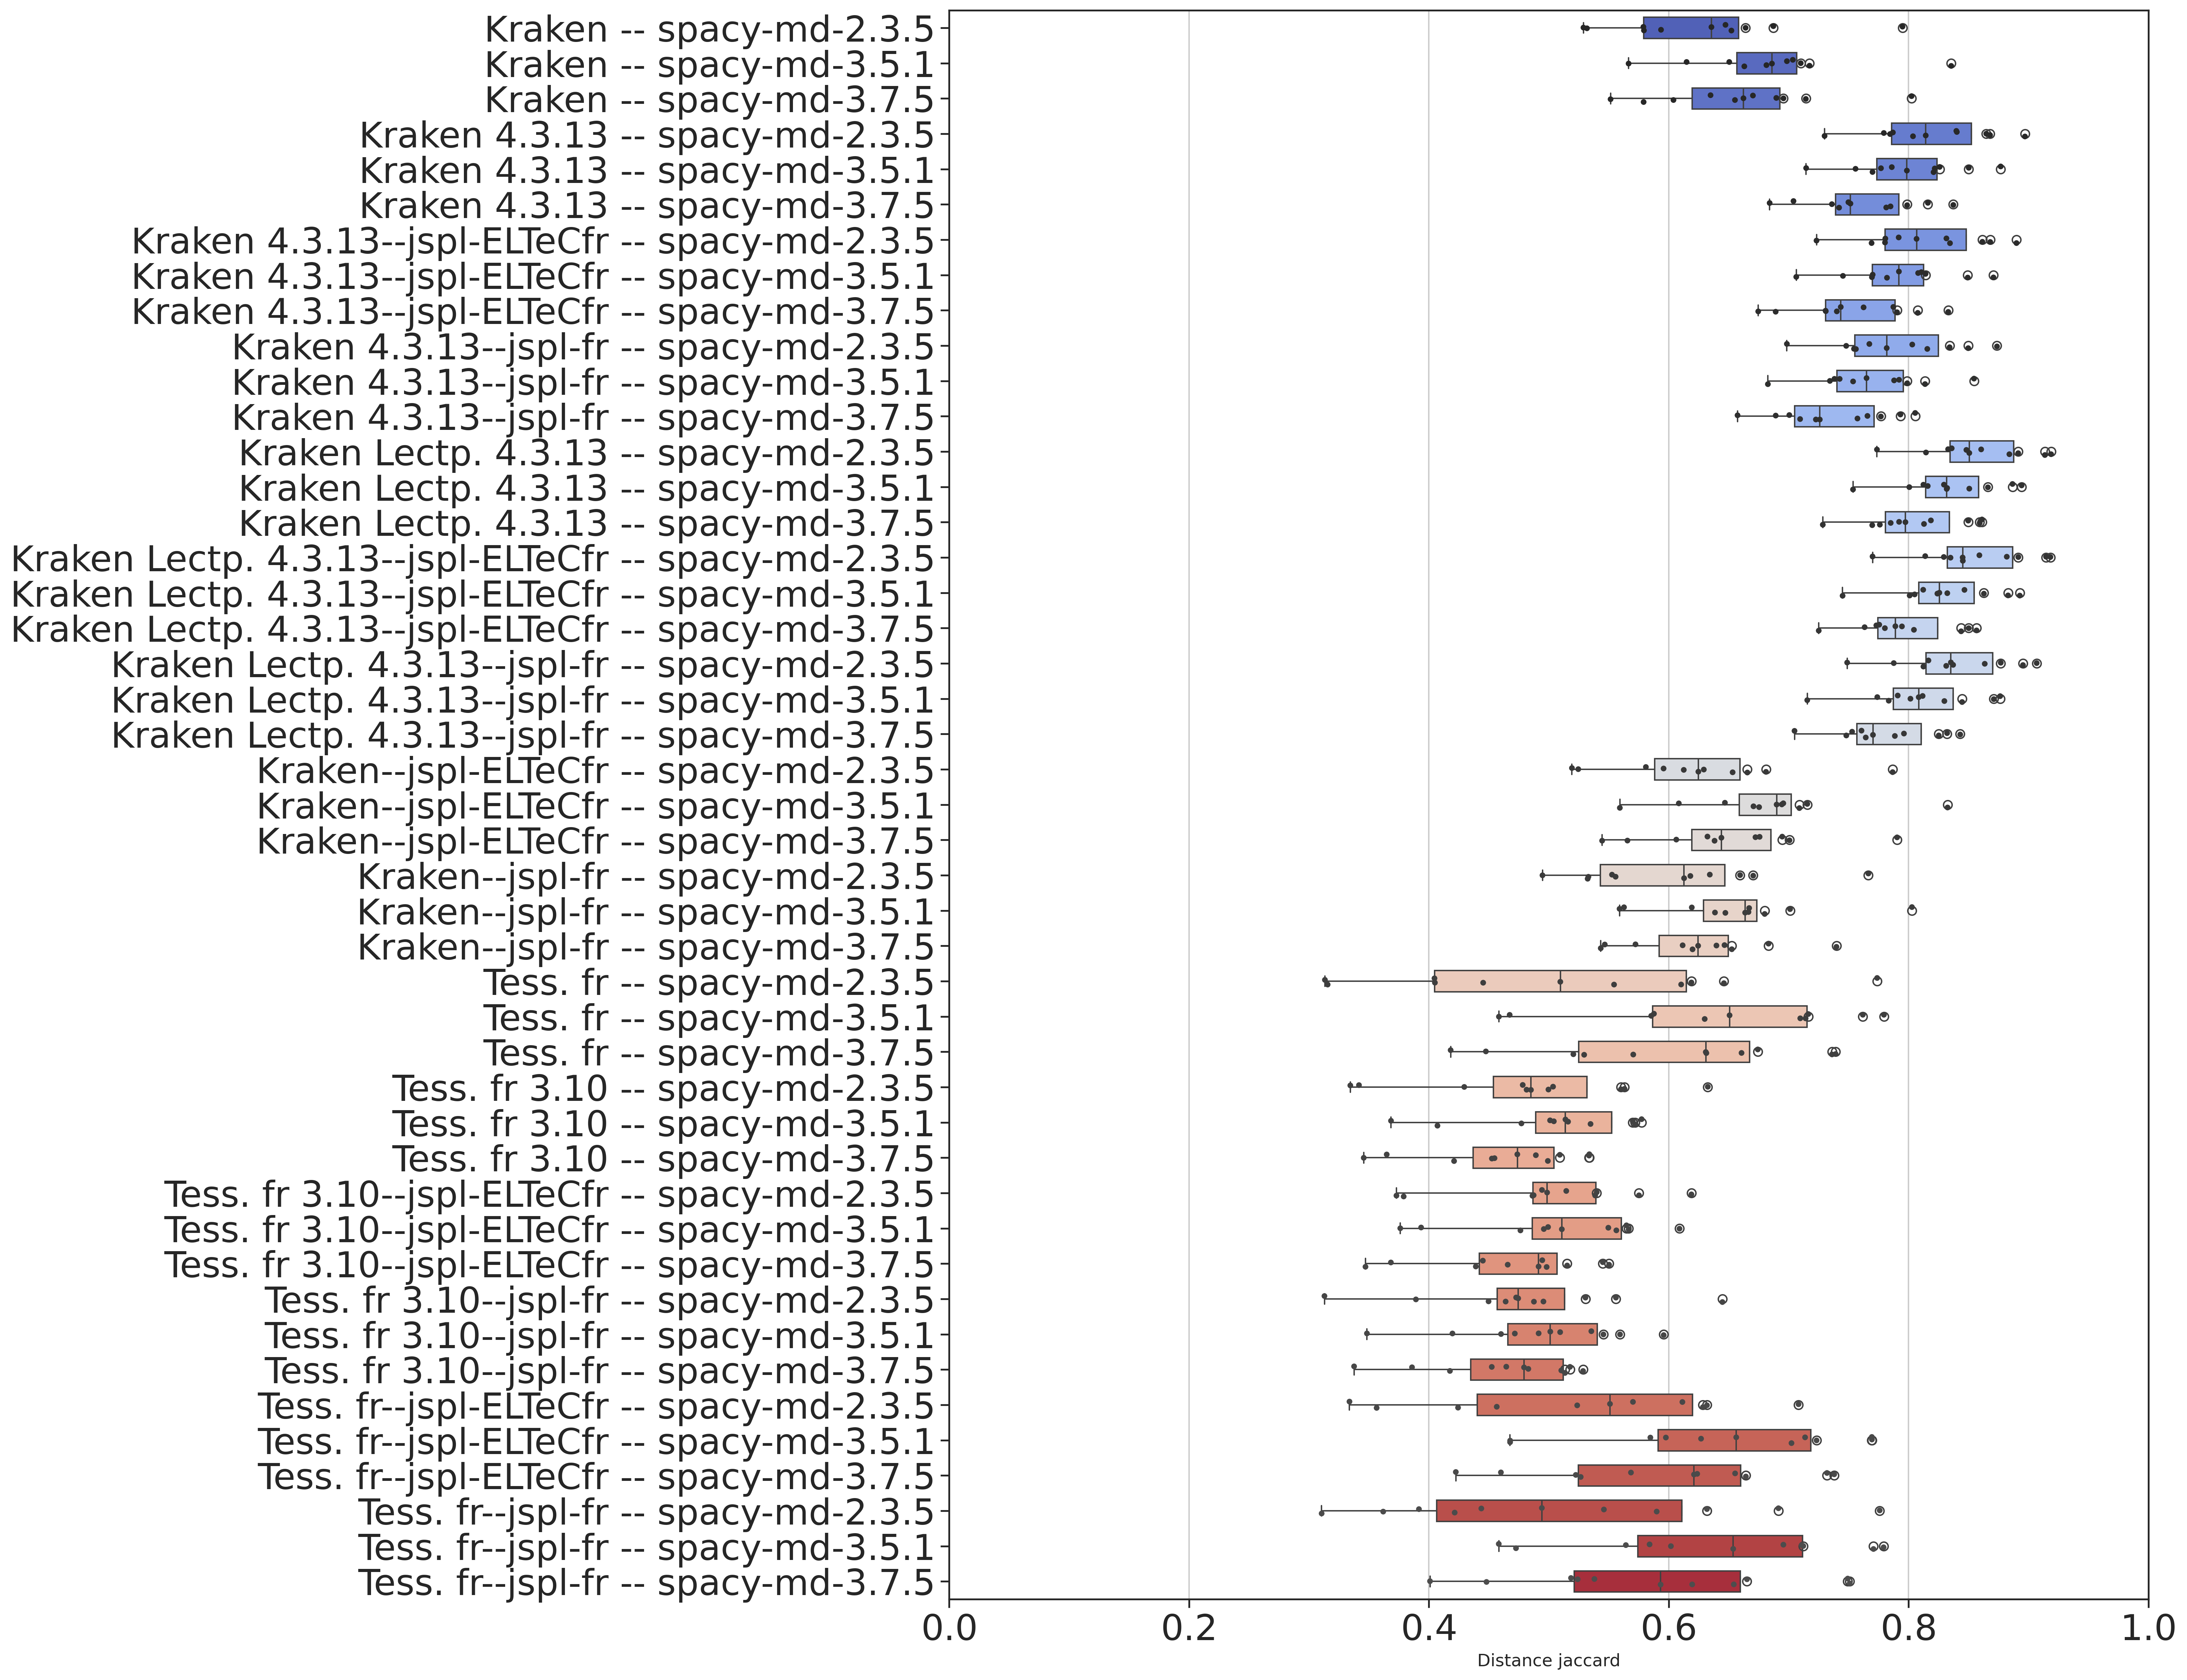 Kraken -- spacy-md-2.3.5
Kraken -- spacy-md-3.5.1
Kraken -- spacy-md-3.7.5
Kraken 4.3.13 -- spacy-md-2.3.5
Kraken 4.3.13 -- spacy-md-3.5.1
Kraken 4.3.13 -- spacy-md-3.7.5
Kraken 4.3.13--jspl-ELTeCfr -- spacy-md-2.3.5
Kraken 4.3.13--jspl-ELTeCfr -- spacy-md-3.5.1
Kraken 4.3.13--jspl-ELTeCfr -- spacy-md-3.7.5
Kraken 4.3.13--jspl-fr -- spacy-md-2.3.5
Kraken 4.3.13--jspl-fr -- spacy-md-3.5.1
Kraken 4.3.13--jspl-fr -- spacy-md-3.7.5
Kraken Lectp. 4.3.13 -- spacy-md-2.3.5
Kraken Lectp. 4.3.13 -- spacy-md-3.5.1
Kraken Lectp. 4.3.13 -- spacy-md-3.7.5
Kraken Lectp. 4.3.13--jspl-ELTeCfr -- spacy-md-2.3.5
Kraken Lectp. 4.3.13--jspl-ELTeCfr -- spacy-md-3.5.1
Kraken Lectp. 4.3.13--jspl-ELTeCfr -- spacy-md-3.7.5
Kraken Lectp. 4.3.13--jspl-fr -- spacy-md-2.3.5
Kraken Lectp. 4.3.13--jspl-fr -- spacy-md-3.5.1
Kraken Lectp. 4.3.13--jspl-fr -- spacy-md-3.7.5
Kraken--jspl-ELTeCfr -- spacy-md-2.3.5
Kraken--jspl-ELTeCfr -- spacy-md-3.5.1
Kraken--jspl-ELTeCfr -- spacy-md-3.7.5
Kraken--jspl-fr -- spacy-md-2.3.5
Kraken--jspl-fr -- spacy-md-3.5.1
Kraken--jspl-fr -- spacy-md-3.7.5
Tess. fr -- spacy-md-2.3.5
Tess. fr -- spacy-md-3.5.1
Tess. fr -- spacy-md-3.7.5
Tess. fr 3.10 -- spacy-md-2.3.5
Tess. fr 3.10 -- spacy-md-3.5.1
Tess. fr 3.10 -- spacy-md-3.7.5
Tess. fr 3.10--jspl-ELTeCfr -- spacy-md-2.3.5
Tess. fr 3.10--jspl-ELTeCfr -- spacy-md-3.5.1
Tess. fr 3.10--jspl-ELTeCfr -- spacy-md-3.7.5
Tess. fr 3.10--jspl-fr -- spacy-md-2.3.5
Tess. fr 3.10--jspl-fr -- spacy-md-3.5.1
Tess. fr 3.10--jspl-fr -- spacy-md-3.7.5
Tess. fr--jspl-ELTeCfr -- spacy-md-2.3.5
Tess. fr--jspl-ELTeCfr -- spacy-md-3.5.1
Tess. fr--jspl-ELTeCfr -- spacy-md-3.7.5
Tess. fr--jspl-fr -- spacy-md-2.3.5
Tess. fr--jspl-fr -- spacy-md-3.5.1
Tess. fr--jspl-fr -- spacy-md-3.7.5
0.0 0.2 0.4 0.6 0.8 1.0
Distance jaccard